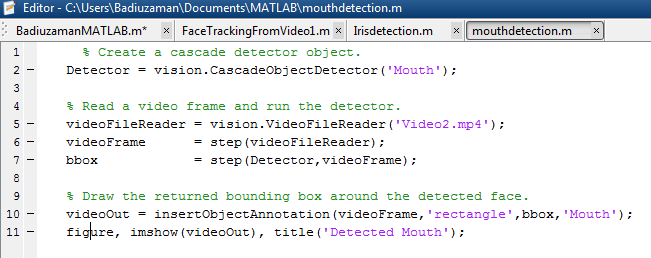 Editor - C:\Users\Badiuzaman\Documents\MATLAB\mouthdetection.m
BadiuzamanMATLAB.m* × FaceTrackingFromVideo1.m × Irisdetection.m × mouthdetection.m ×
1 % Create a cascade detector object.
2 – Detector = vision.CascadeObjectDetector('Mouth');
3
4 % Read a video frame and run the detector.
5 – videoFileReader = vision.VideoFileReader('Video2.mp4');
6 – videoFrame = step(videoFileReader);
7 – bbox = step(Detector,videoFrame);
8
9 % Draw the returned bounding box around the detected face.
10 – videoOut = insertObjectAnnotation(videoFrame,'rectangle',bbox,'Mouth');
11 – figure, imshow(videoOut), title('Detected Mouth');